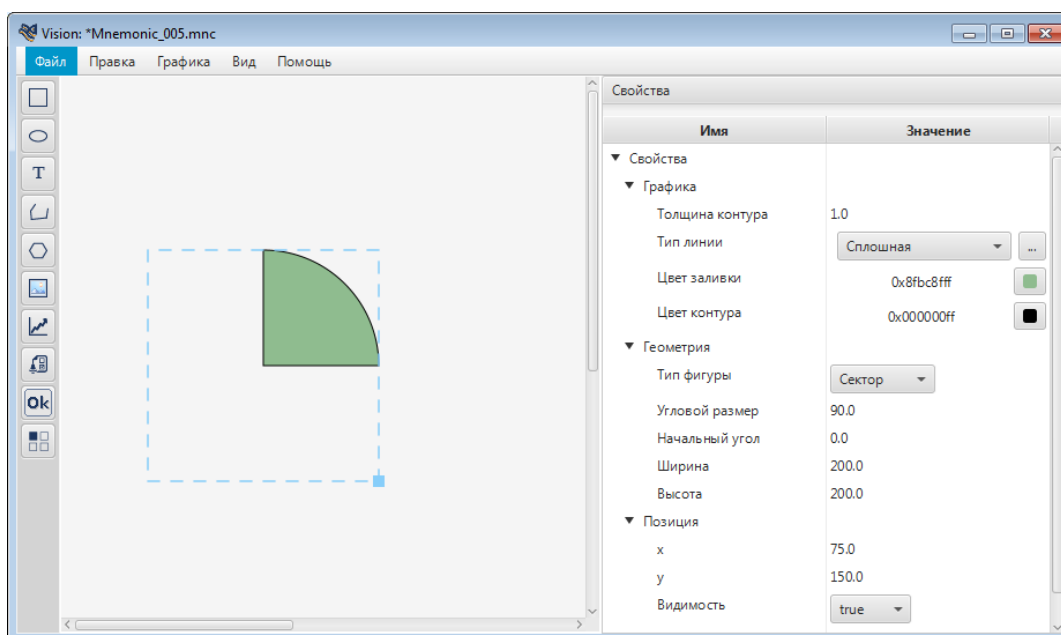 Vision: *Mnemonic_005.mnc
Файл Правка Графика Вид Помощь
Свойства
Имя Значение
Свойства
Графика
Толщина контура 1.0
Тип линии Сплошная ...
Цвет заливки 0x8fbc8fff
Цвет контура 0x000000ff
Геометрия
Тип фигуры Сектор
Угловой размер 90.0
Начальный угол 0.0
Ширина 200.0
Высота 200.0
Позиция
x 75.0
y 150.0
Видимость true
T
Ok